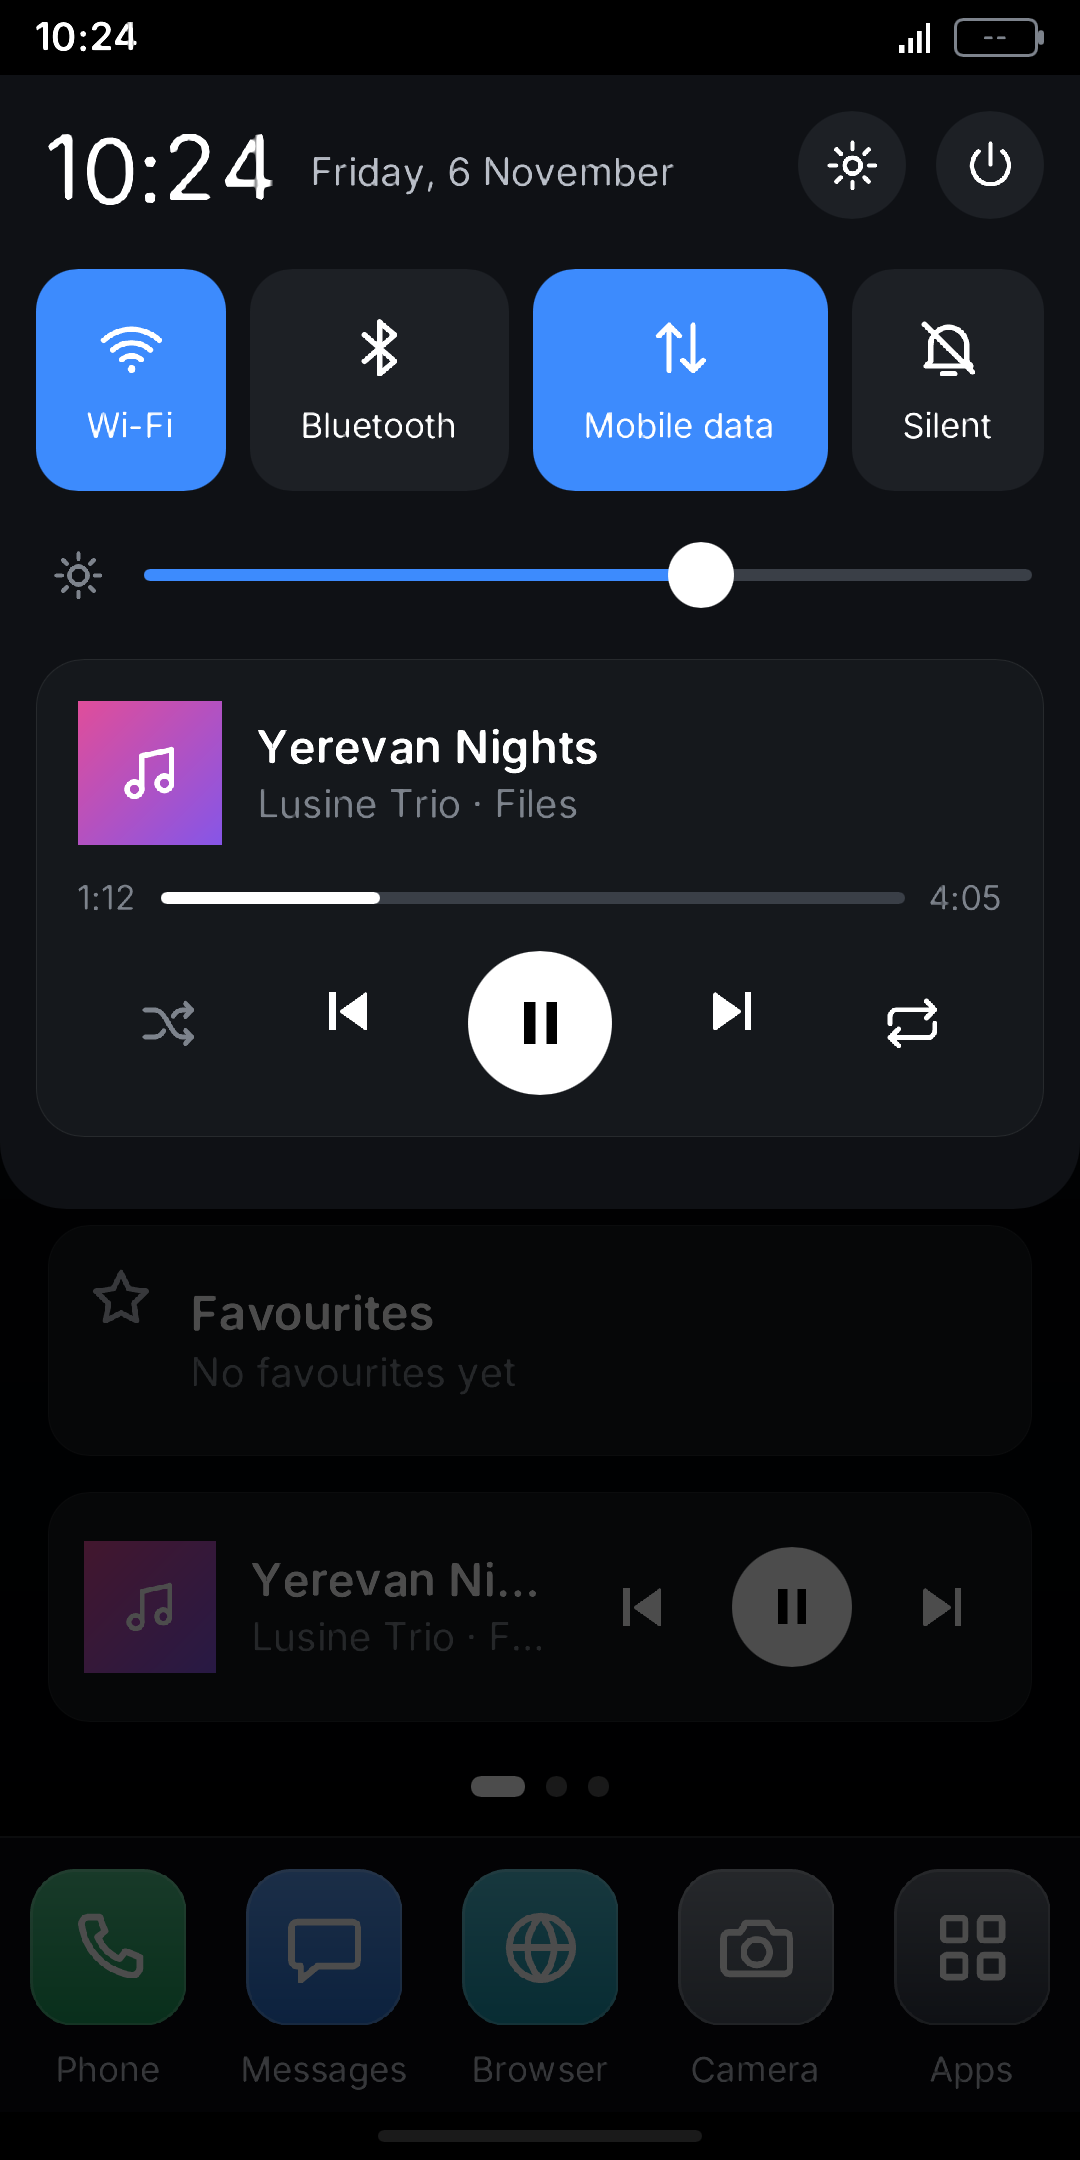 10:24
--
10:24 Friday, 6 November
Wi-Fi Bluetooth Mobile data Silent
Yerevan Nights
Lusine Trio · Files
1:12 4:05
Favourites
No favourites yet
Yerevan Ni...
Lusine Trio · F...
Phone Messages Browser Camera Apps